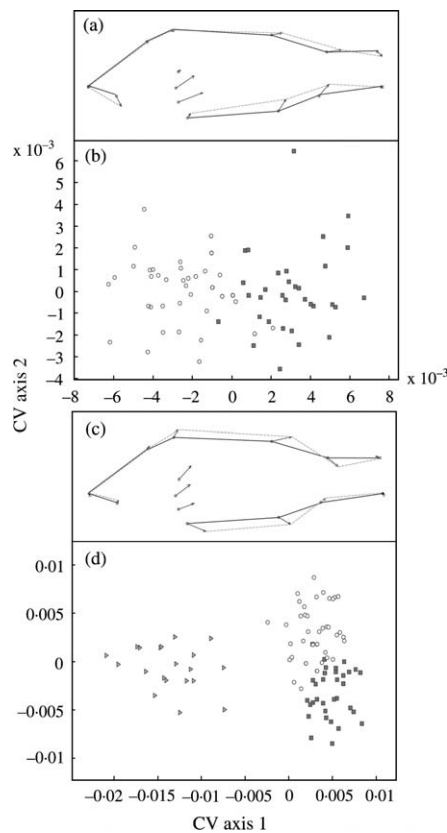 (a)
x 10⁻³
(b)
6
5
4
3
2
1
0
−1
−2
−3
−4
−8 −6 −4 −2 0 2 4 6 8 x 10⁻³
CV axis 2
(c)
(d)
0·01
0·005
0
−0·005
−0·01
−0·02 −0·015 −0·01 −0·005 0 0·005 0·01
CV axis 1